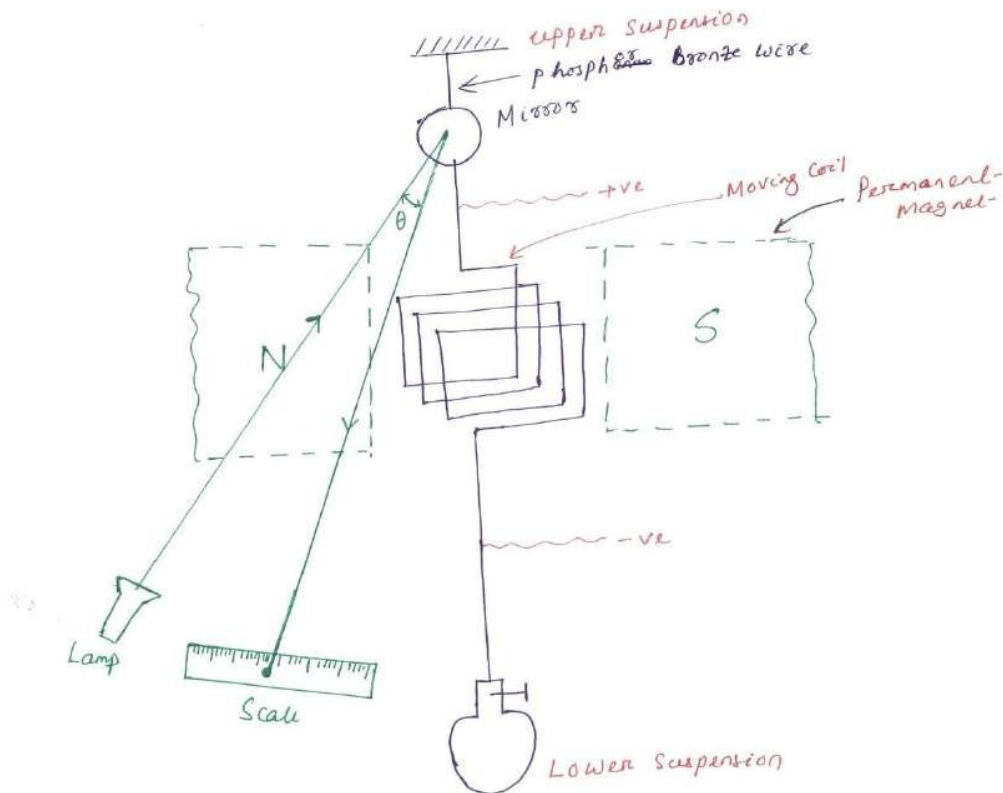 Upper Suspension
phosphor Bronze wire
Mirror
+ve
Moving Coil
Permanent-
magnet-
θ
N
S
-ve
Lamp
Scale
Lower Suspension